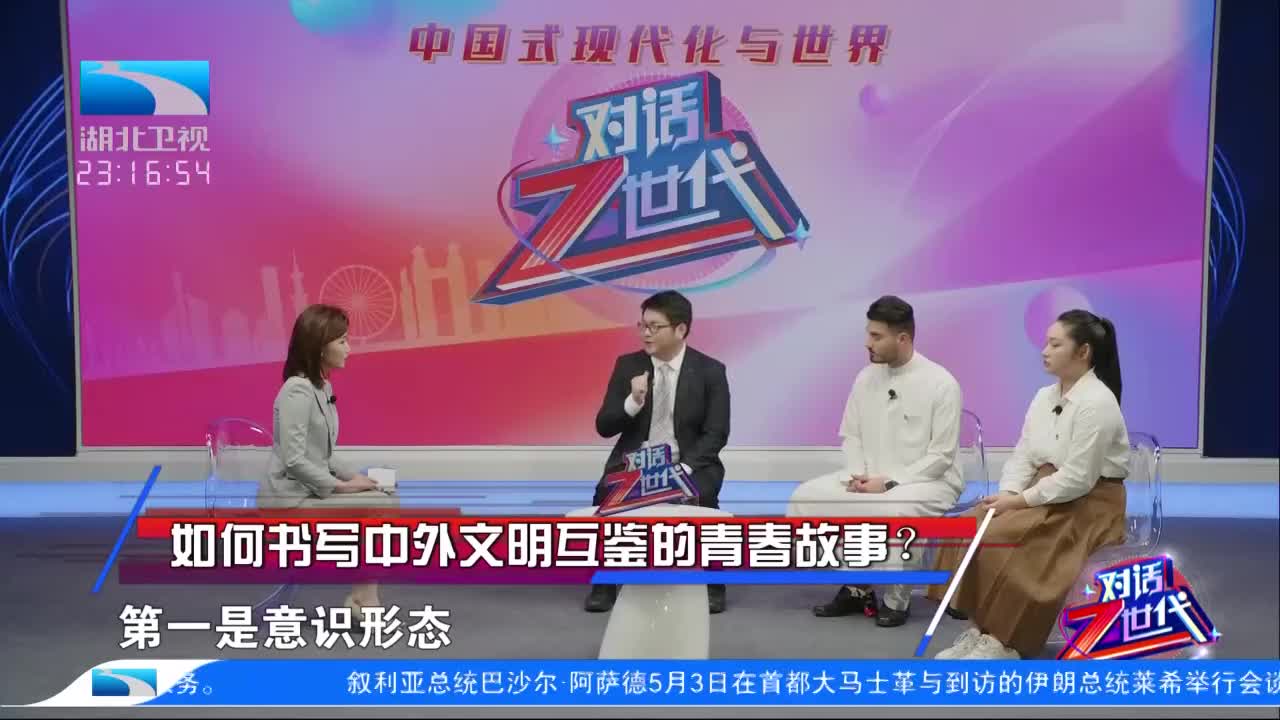 中国式现代化与世界
湖北卫视
23:16:54
对话
Z世代
对话
Z世代
如何书写中外文明互鉴的青春故事?
对话
Z世代
第一是意识形态
务。 叙利亚总统巴沙尔·阿萨德5月3日在首都大马士革与到访的伊朗总统莱希举行会谈